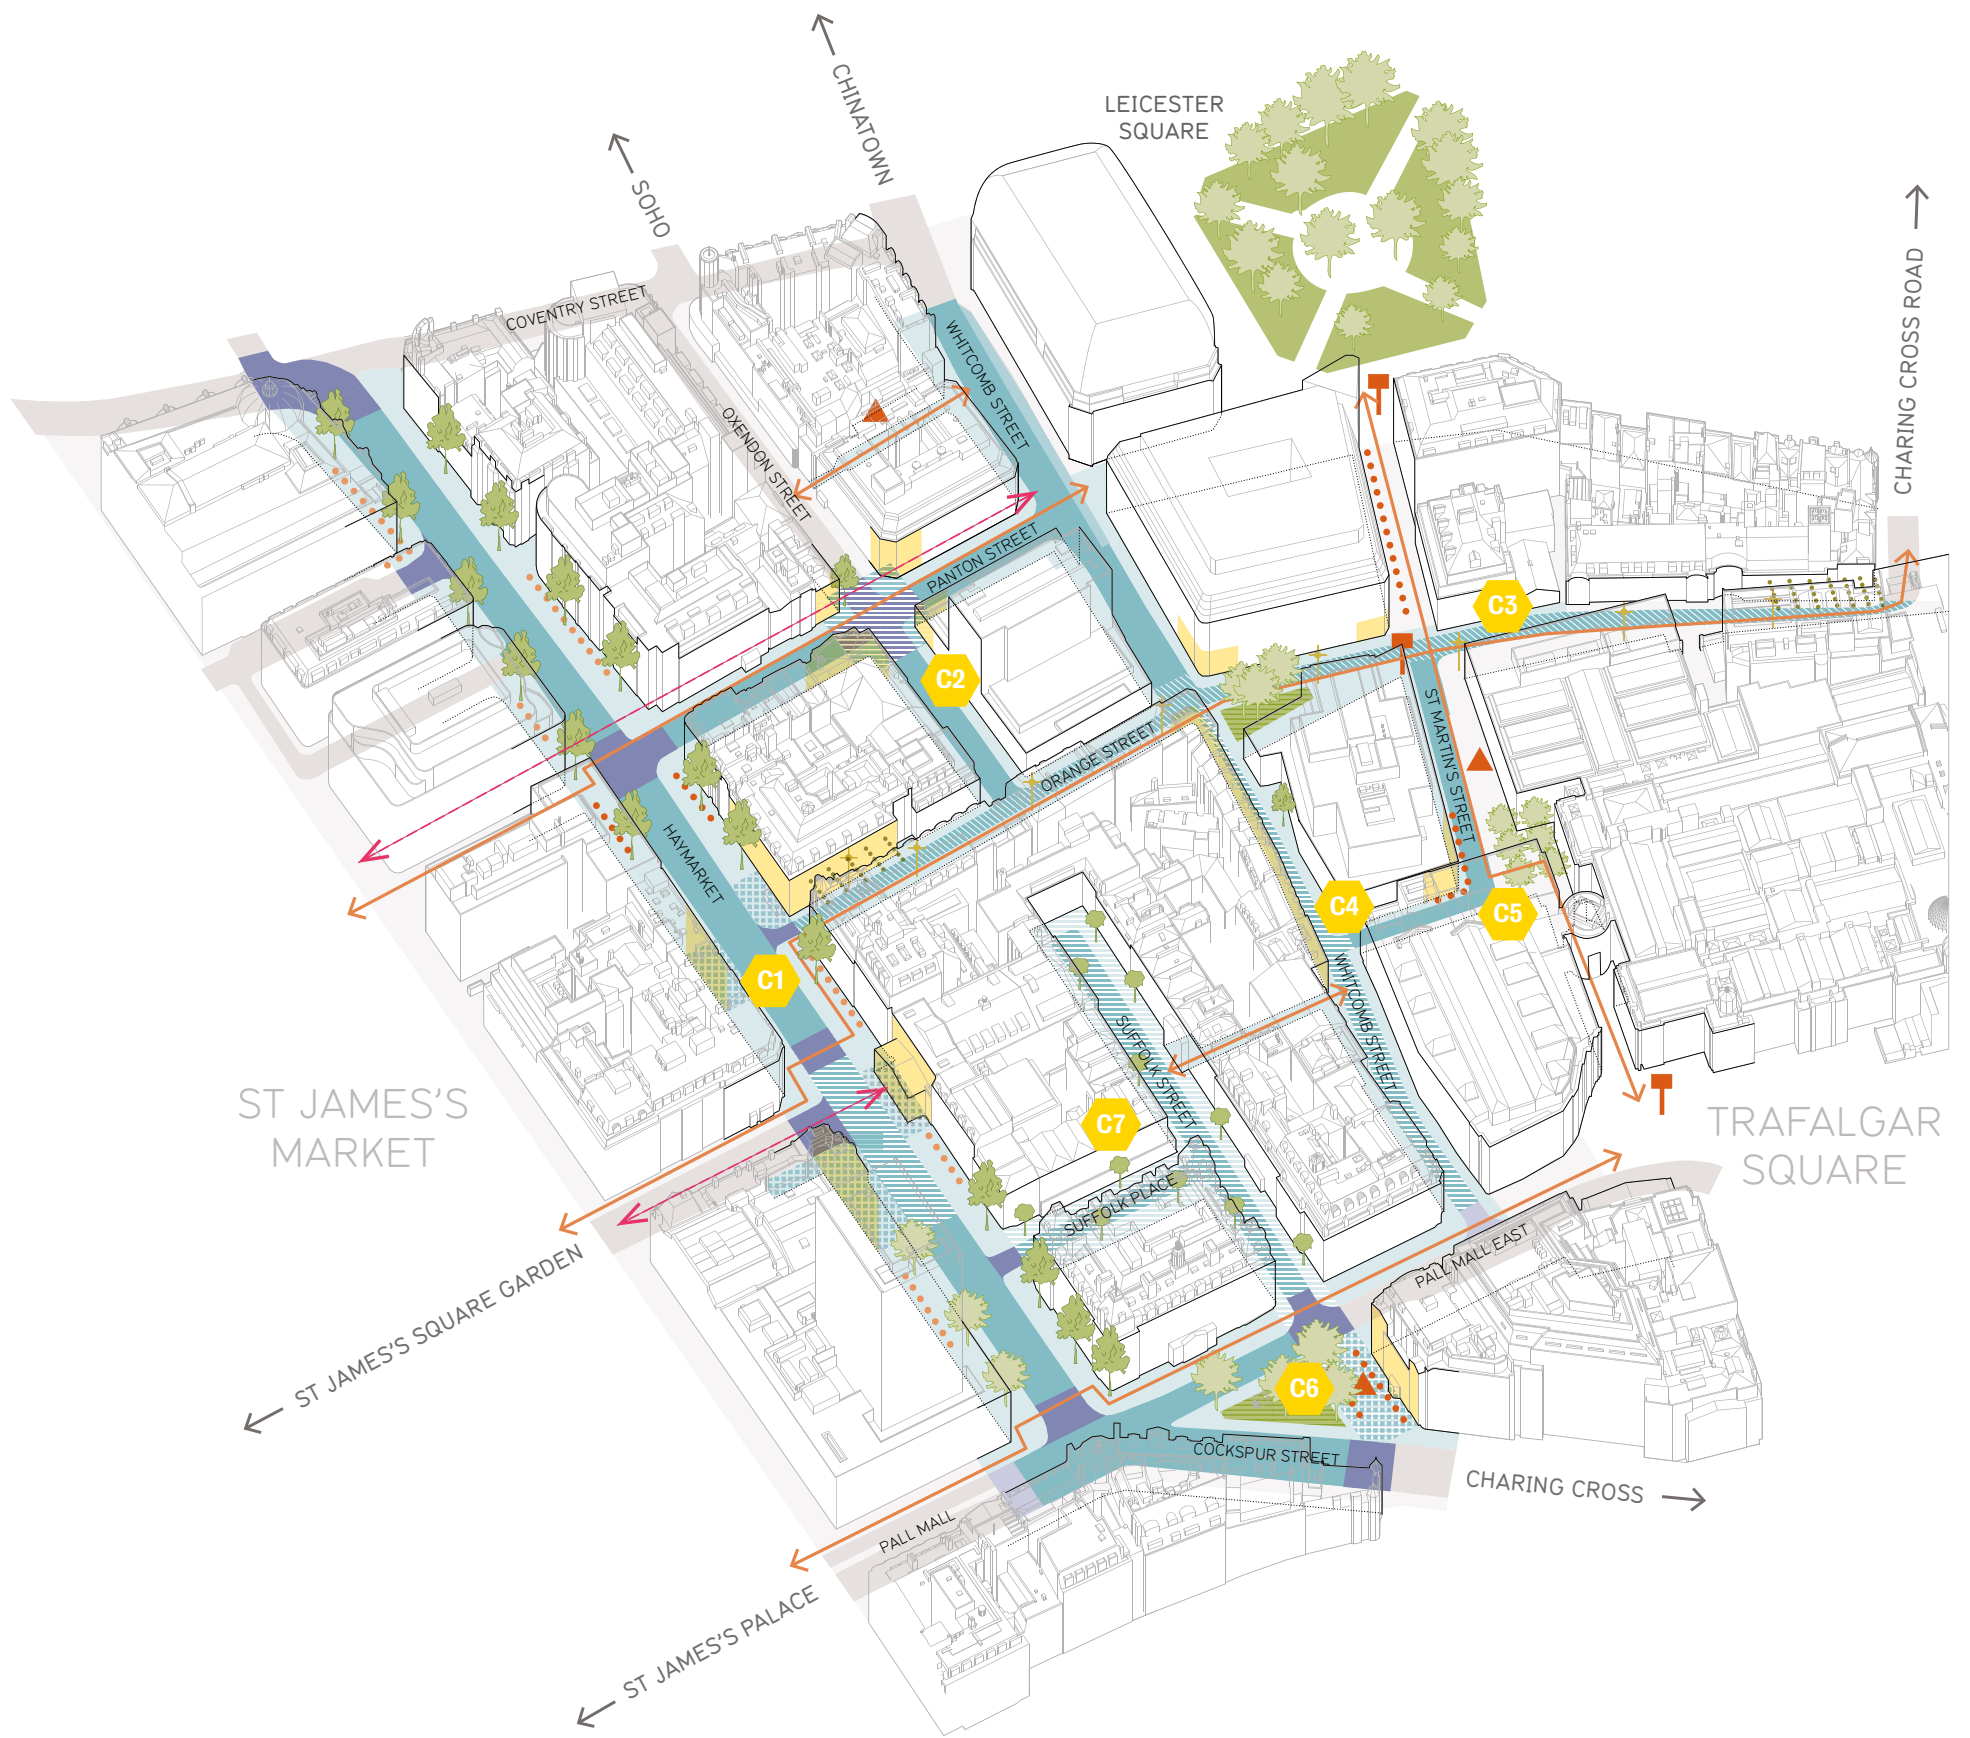 CHINATOWN
LEICESTER
SQUARE
SOHO
CHARING CROSS ROAD
COVENTRY STREET
WHITCOMB STREET
OXENDON STREET
PANTON STREET
C3
C2
ST MARTIN'S STREET
ORANGE STREET
HAYMARKET
C4
C5
C1
WHITCOMB STREET
SUFFOLK STREET
ST JAMES'S
MARKET
C7
TRAFALGAR
SQUARE
SUFFOLK PLACE
PALL MALL EAST
ST JAMES'S SQUARE GARDEN
C6
COCKSPUR STREET
CHARING CROSS
PALL MALL
ST JAMES'S PALACE